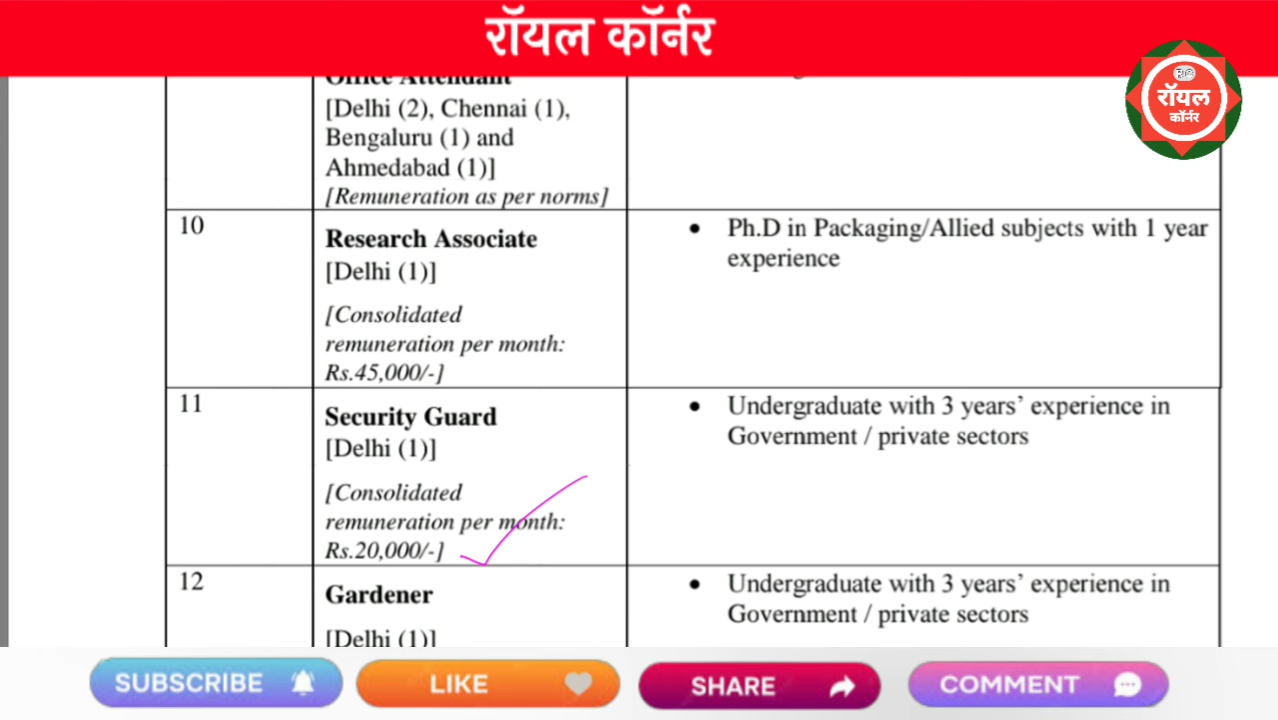 रॉयल कॉर्नर
रॉयल
कॉर्नर
Office Attendant
[Delhi (2), Chennai (1),
Bengaluru (1) and
Ahmedabad (1)]
[Remuneration as per norms]
10
Research Associate
[Delhi (1)]
[Consolidated
remuneration per month:
Rs.45,000/-]
• Ph.D in Packaging/Allied subjects with 1 year
experience
11
Security Guard
[Delhi (1)]
[Consolidated
remuneration per month:
Rs.20,000/-]
• Undergraduate with 3 years’ experience in
Government / private sectors
12
Gardener
[Delhi (1)]
• Undergraduate with 3 years’ experience in
Government / private sectors
SUBSCRIBE
LIKE
SHARE
COMMENT